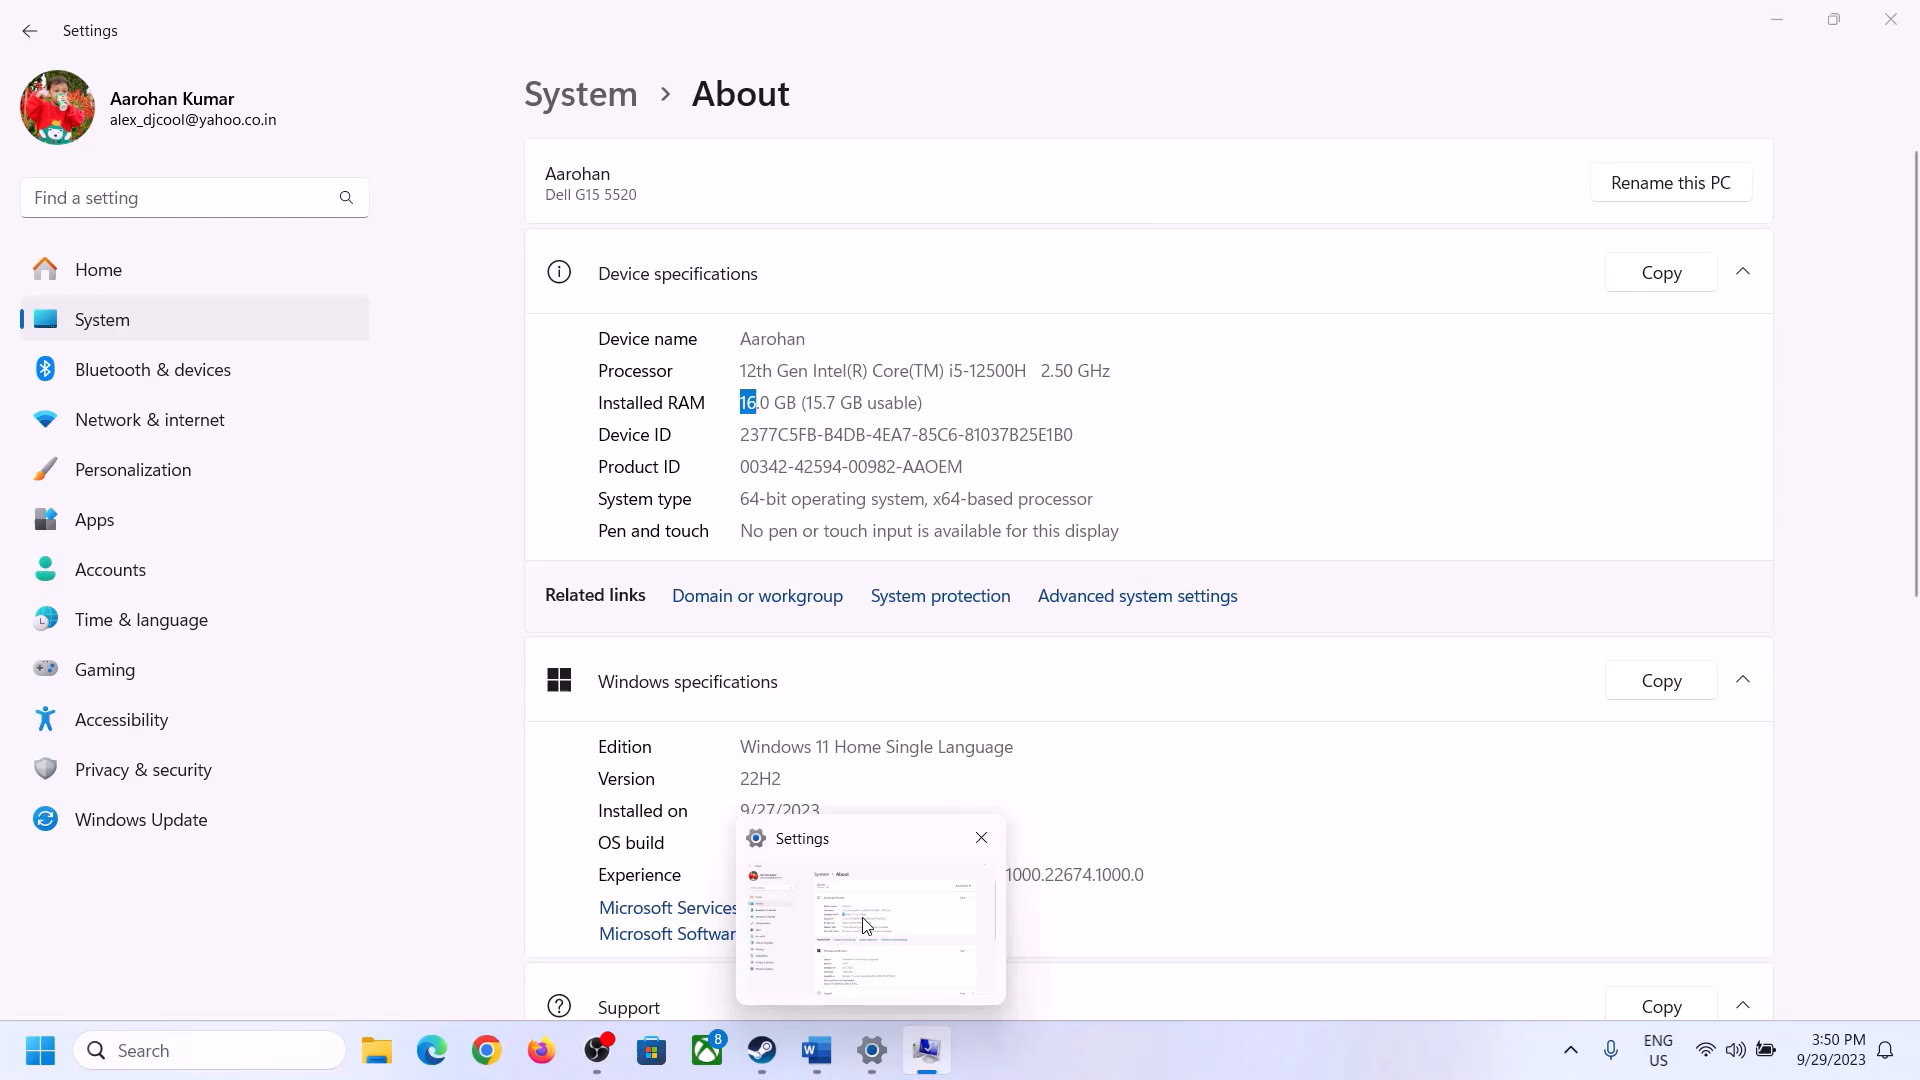 Settings
Aarohan Kumar
alex_djcool@yahoo.co.in
Find a setting
Home
System
Bluetooth & devices
Network & internet
Personalization
Apps
Accounts
Time & language
Gaming
Accessibility
Privacy & security
Windows Update
System > About
Aarohan
Dell G15 5520
Rename this PC
Device specifications
Copy
Device name Aarohan
Processor 12th Gen Intel(R) Core(TM) i5-12500H 2.50 GHz
Installed RAM 16.0 GB (15.7 GB usable)
Device ID 2377C5FB-B4DB-4EA7-85C6-81037B25E1B0
Product ID 00342-42594-00982-AAOEM
System type 64-bit operating system, x64-based processor
Pen and touch No pen or touch input is available for this display
Related links Domain or workgroup System protection Advanced system settings
Windows specifications
Copy
Edition Windows 11 Home Single Language
Version 22H2
Installed on 9/27/2023
OS build
Experience 1000.22674.1000.0
Microsoft Services
Microsoft Softwar
Settings
System > About
Support
Copy
Search
8
ENG
US
3:50 PM
9/29/2023